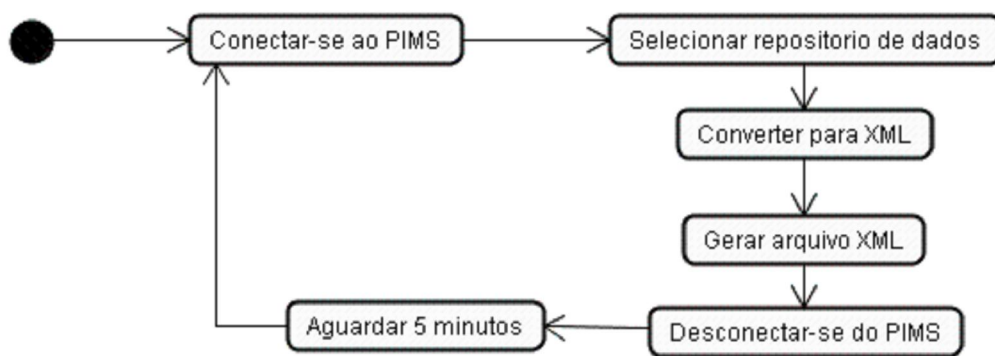 Conectar-se ao PIMS
Selecionar repositorio de dados
Converter para XML
Gerar arquivo XML
Desconectar-se do PIMS
Aguardar 5 minutos